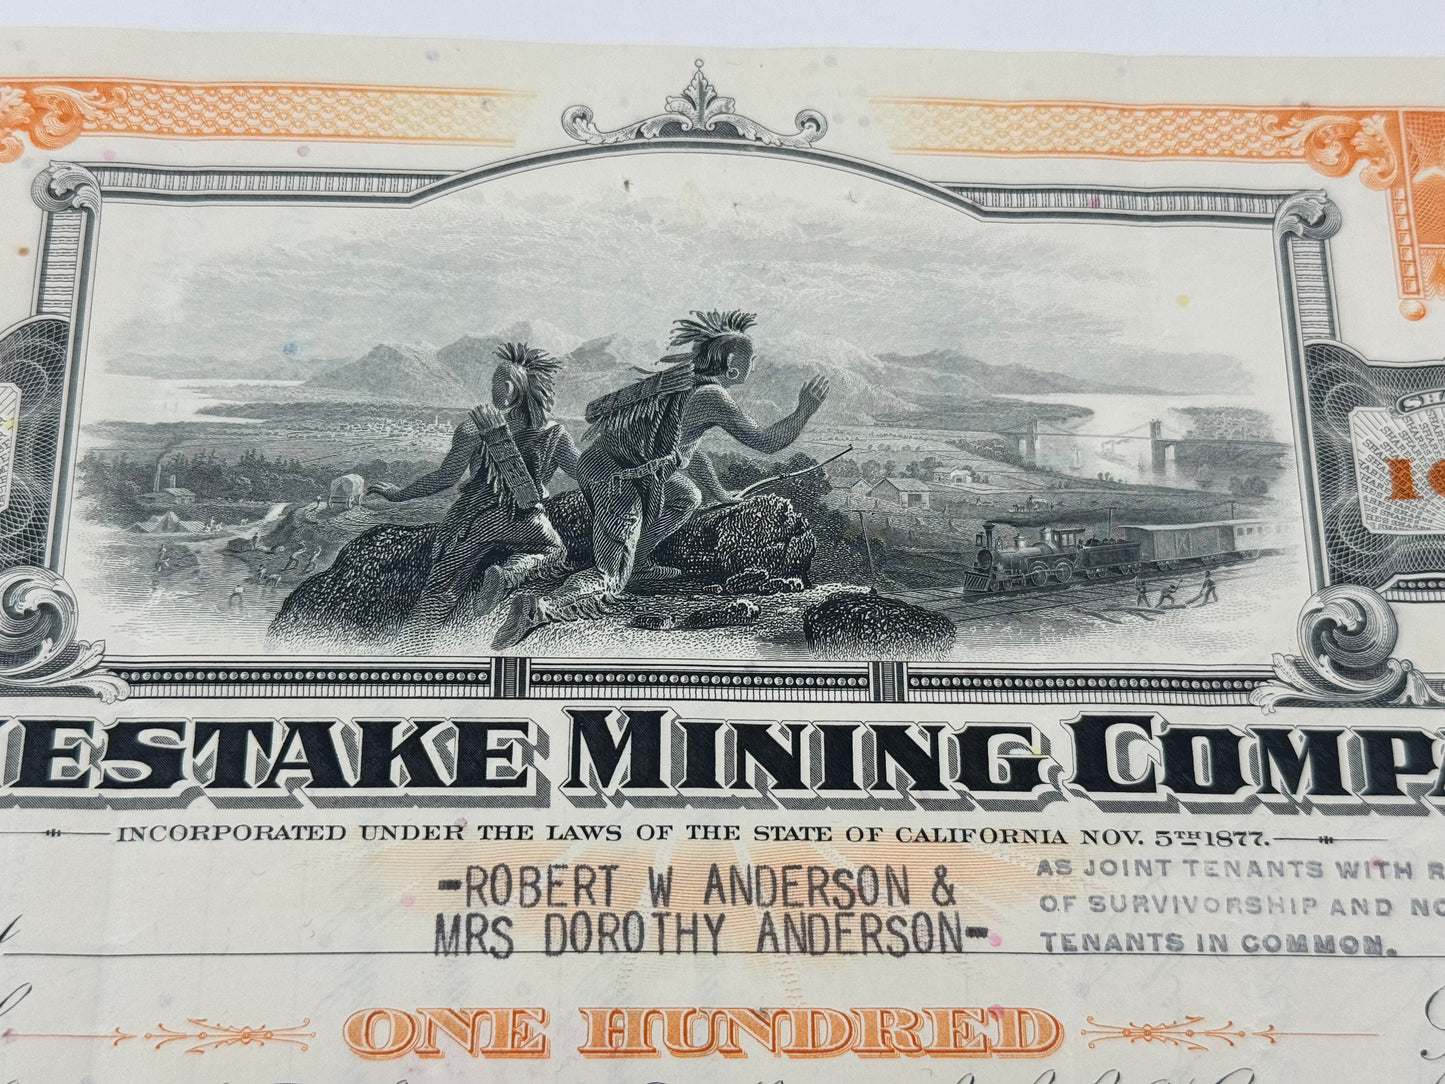 ESTAKE MINING COMPA
INCORPORATED UNDER THE LAWS OF THE STATE OF CALIFORNIA NOV. 5TH 1877.
-ROBERT W ANDERSON &
MRS DOROTHY ANDERSON-
AS JOINT TENANTS WITH R
OF SURVIVORSHIP AND NO
TENANTS IN COMMON.
ONE HUNDRED